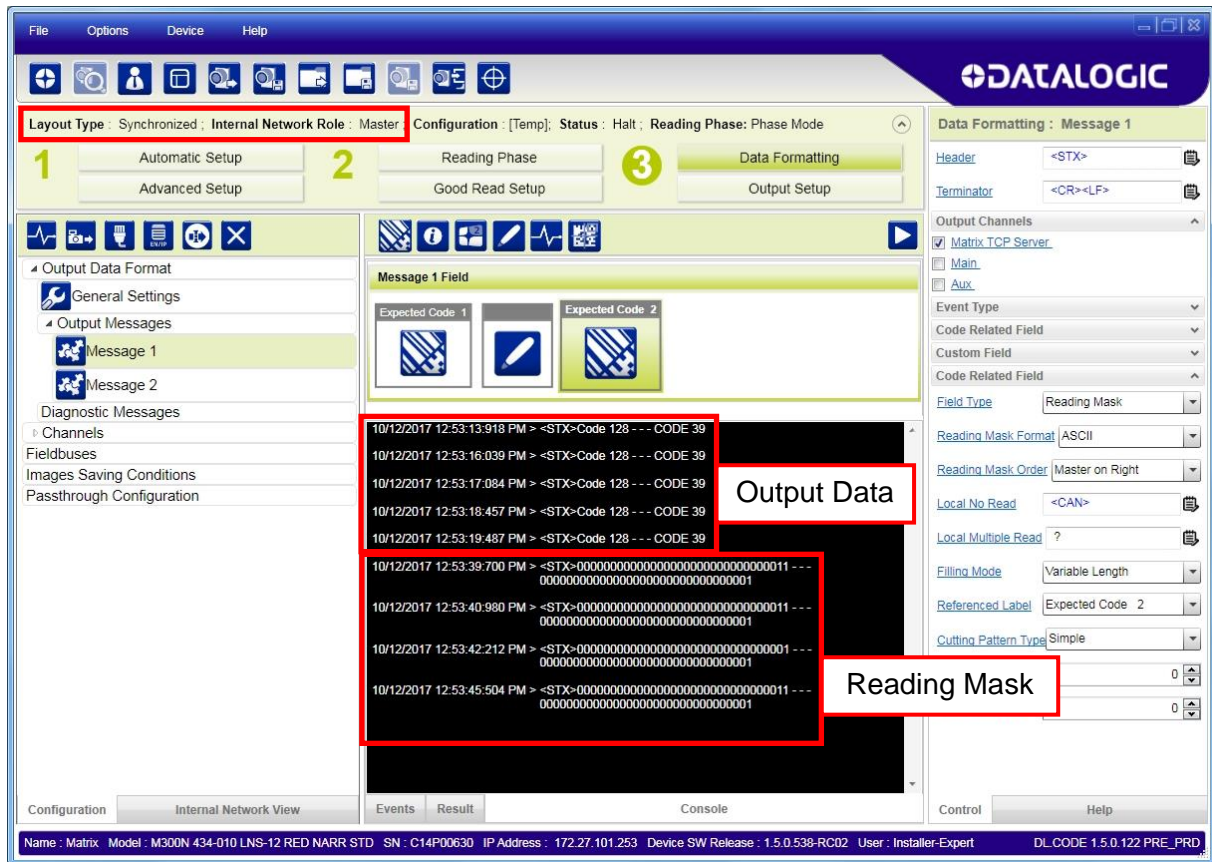 File Options Device Help
DATALOGIC
Layout Type : Synchronized ; Internal Network Role : Master ; Configuration : [Temp]; Status : Halt ; Reading Phase: Phase Mode
1 Automatic Setup 2 Reading Phase 3 Data Formatting
Advanced Setup Good Read Setup Output Setup
Output Data Format
General Settings
Output Messages
Message 1
Message 2
Diagnostic Messages
Channels
Fieldbuses
Images Saving Conditions
Passthrough Configuration
Configuration Internal Network View
Message 1 Field
Expected Code 1 Expected Code 2
10/12/2017 12:53:13:918 PM > <STX>Code 128 - - - CODE 39
10/12/2017 12:53:16:039 PM > <STX>Code 128 - - - CODE 39
10/12/2017 12:53:17:084 PM > <STX>Code 128 - - - CODE 39
10/12/2017 12:53:18:457 PM > <STX>Code 128 - - - CODE 39
10/12/2017 12:53:19:487 PM > <STX>Code 128 - - - CODE 39
Output Data
10/12/2017 12:53:39:700 PM > <STX>00000000000000000000000000000011 - - -
00000000000000000000000000000001
10/12/2017 12:53:40:980 PM > <STX>00000000000000000000000000000011 - - -
00000000000000000000000000000001
10/12/2017 12:53:42:212 PM > <STX>00000000000000000000000000000001 - - -
00000000000000000000000000000001
10/12/2017 12:53:45:504 PM > <STX>00000000000000000000000000000011 - - -
00000000000000000000000000000001
Reading Mask
Events Result Console
Data Formatting : Message 1
Header <STX>
Terminator <CR><LF>
Output Channels
Matrix TCP Server
Main
Aux
Event Type
Code Related Field
Custom Field
Code Related Field
Field Type Reading Mask
Reading Mask Format ASCII
Reading Mask Order Master on Right
Local No Read <CAN>
Local Multiple Read ?
Filling Mode Variable Length
Referenced Label Expected Code 2
Cutting Pattern Type Simple
0
0
Control Help
Name : Matrix Model : M300N 434-010 LNS-12 RED NARR STD SN : C14P00630 IP Address : 172.27.101.253 Device SW Release : 1.5.0.538-RC02 User : Installer-Expert DL.CODE 1.5.0.122 PRE_PRD